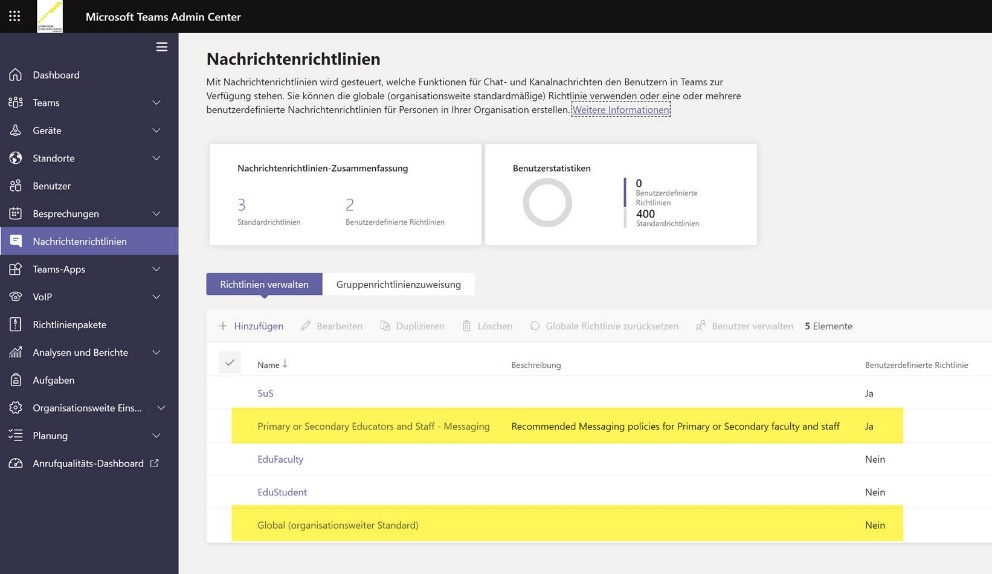 Microsoft Teams Admin Center
Dashboard
Teams
Geräte
Standorte
Benutzer
Besprechungen
Nachrichtenrichtlinien
Teams-Apps
VoIP
Richtlinienpakete
Analysen und Berichte
Aufgaben
Organisationsweite Eins...
Planung
Anrufqualitäts-Dashboard
Nachrichtenrichtlinien
Mit Nachrichtenrichtlinien wird gesteuert, welche Funktionen für Chat- und Kanalnachrichten den Benutzern in Teams zur
Verfügung stehen. Sie können die globale (organisationsweite standardmäßige) Richtlinie verwenden oder eine oder mehrere
benutzerdefinierte Nachrichtenrichtlinien für Personen in Ihrer Organisation erstellen. Weitere Informationen
Nachrichtenrichtlinien-Zusammenfassung
3
Standardrichtlinien
2
Benutzerdefinierte Richtlinien
Benutzerstatistiken
0
Benutzerdefinierte
Richtlinien
400
Standardrichtlinien
Richtlinien verwalten Gruppenrichtlinienzuweisung
Hinzufügen Bearbeiten Duplizieren Löschen Globale Richtlinie zurücksetzen Benutzer verwalten 5 Elemente
Name Beschreibung Benutzerdefinierte Richtlinie
SuS Ja
Primary or Secondary Educators and Staff - Messaging Recommended Messaging policies for Primary or Secondary faculty and staff Ja
EduFaculty Nein
EduStudent Nein
Global (organisationsweiter Standard) Nein